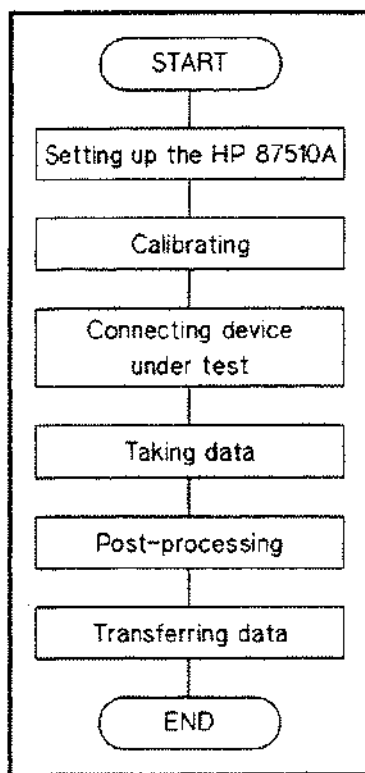 START
Setting up the HP 87510A
Calibrating
Connecting device
under test
Taking data
Post-processing
Transferring data
END